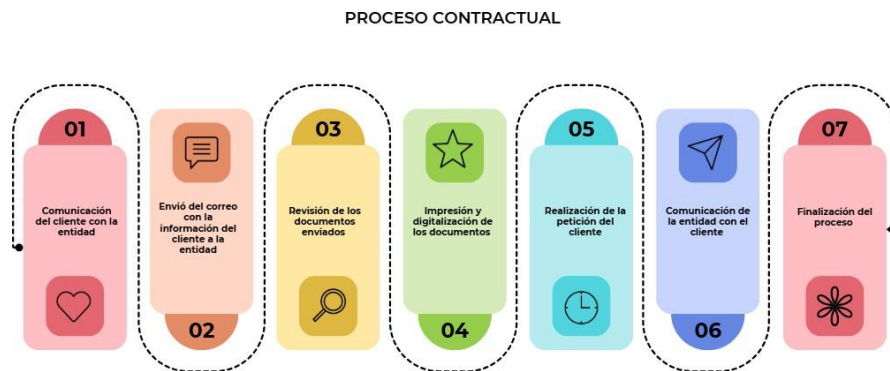 PROCESO CONTRACTUAL
01
Comunicación
del cliente con la
entidad
Envió del correo
con la
información del
cliente a la
entidad
02
03
Revisión de los
documentos
enviados
Impresión y
digitalización de
los documentos
04
05
Realización de la
petición del
cliente
Comunicación de
la entidad con el
cliente
06
07
Finalización del
proceso